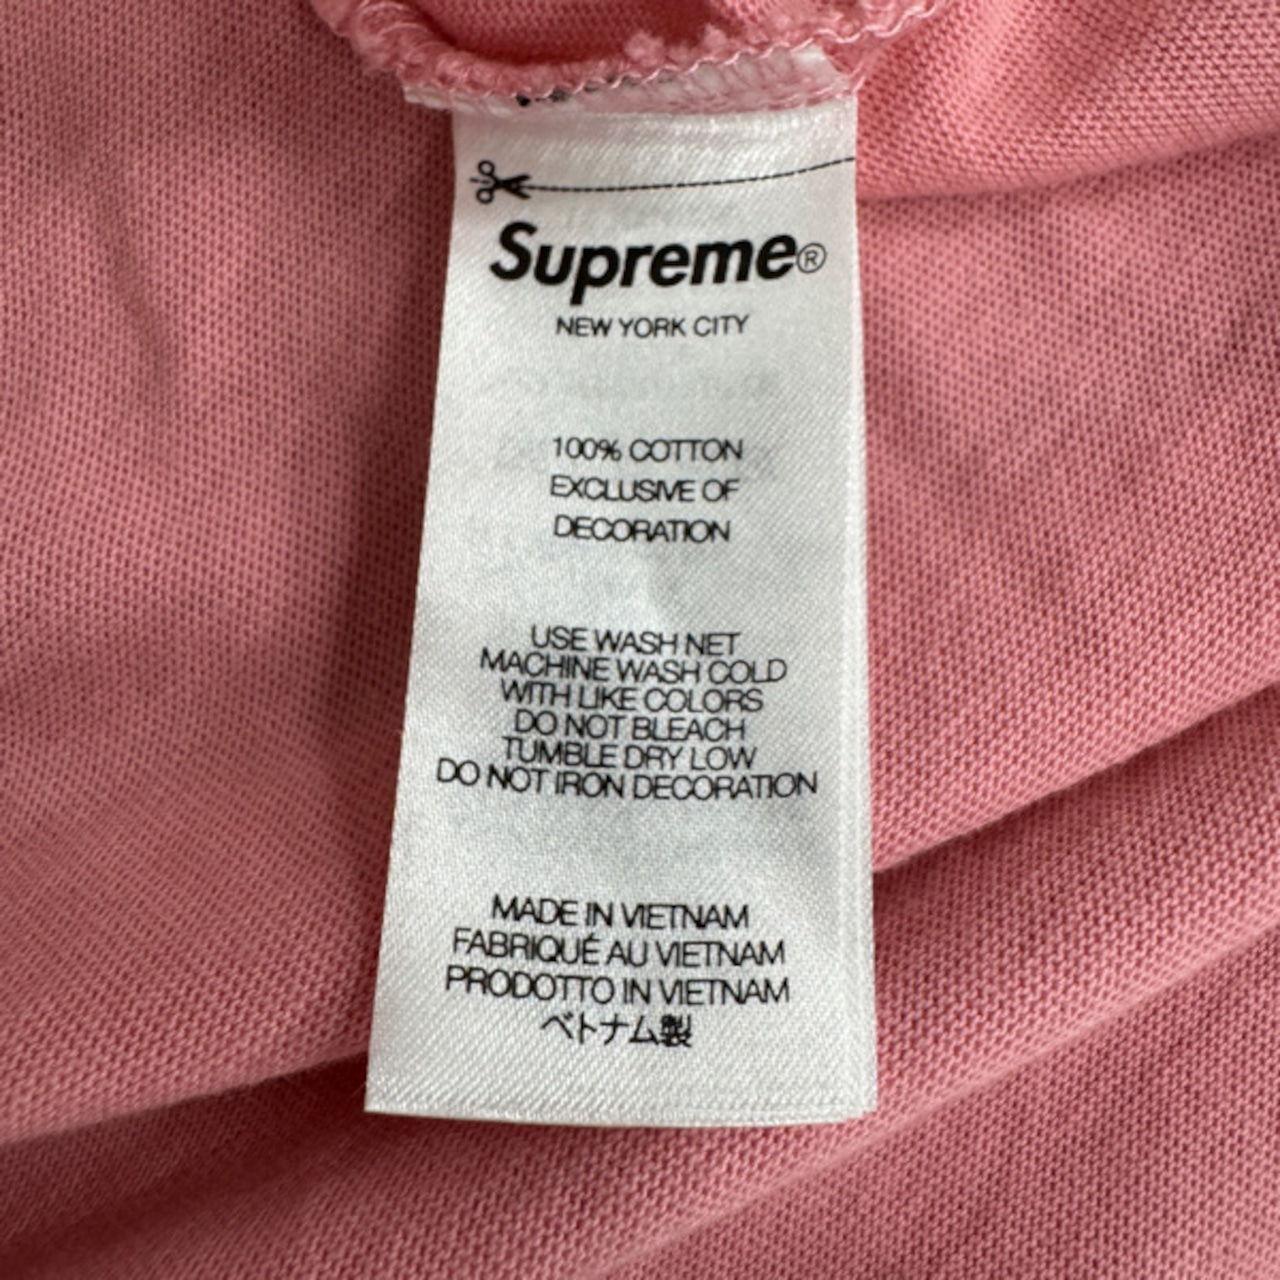 Supreme®
NEW YORK CITY
100% COTTON
EXCLUSIVE OF
DECORATION
USE WASH NET
MACHINE WASH COLD
WITH LIKE COLORS
DO NOT BLEACH
TUMBLE DRY LOW
DO NOT IRON DECORATION
MADE IN VIETNAM
FABRIQUÉ AU VIETNAM
PRODOTTO IN VIETNAM
ベトナム製